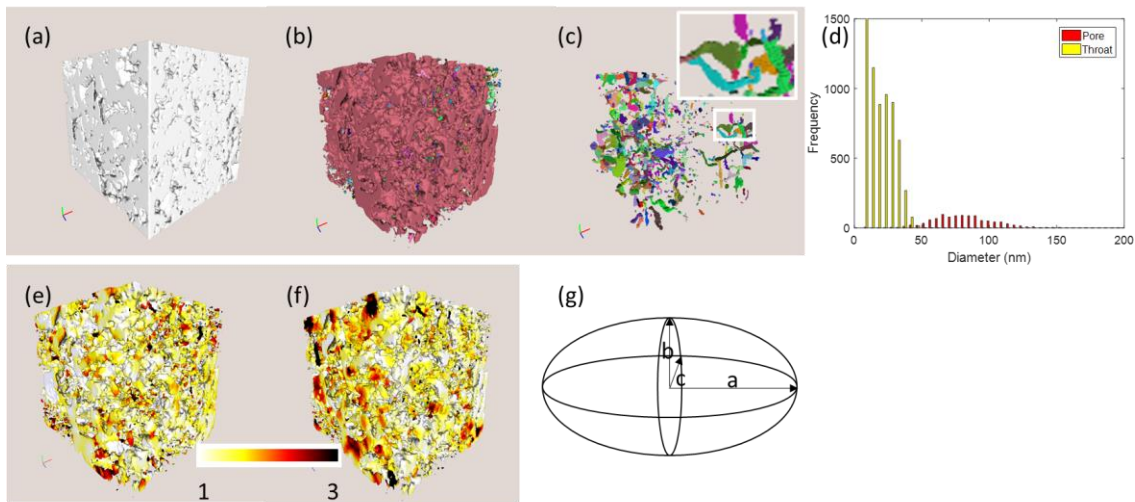 (a)
(b)
(c)
(d)
1500
1000
500
0
Frequency
Pore
Throat
0 50 100 150 200
Diameter (nm)
(e)
(f)
1 3
(g)
b
c
a